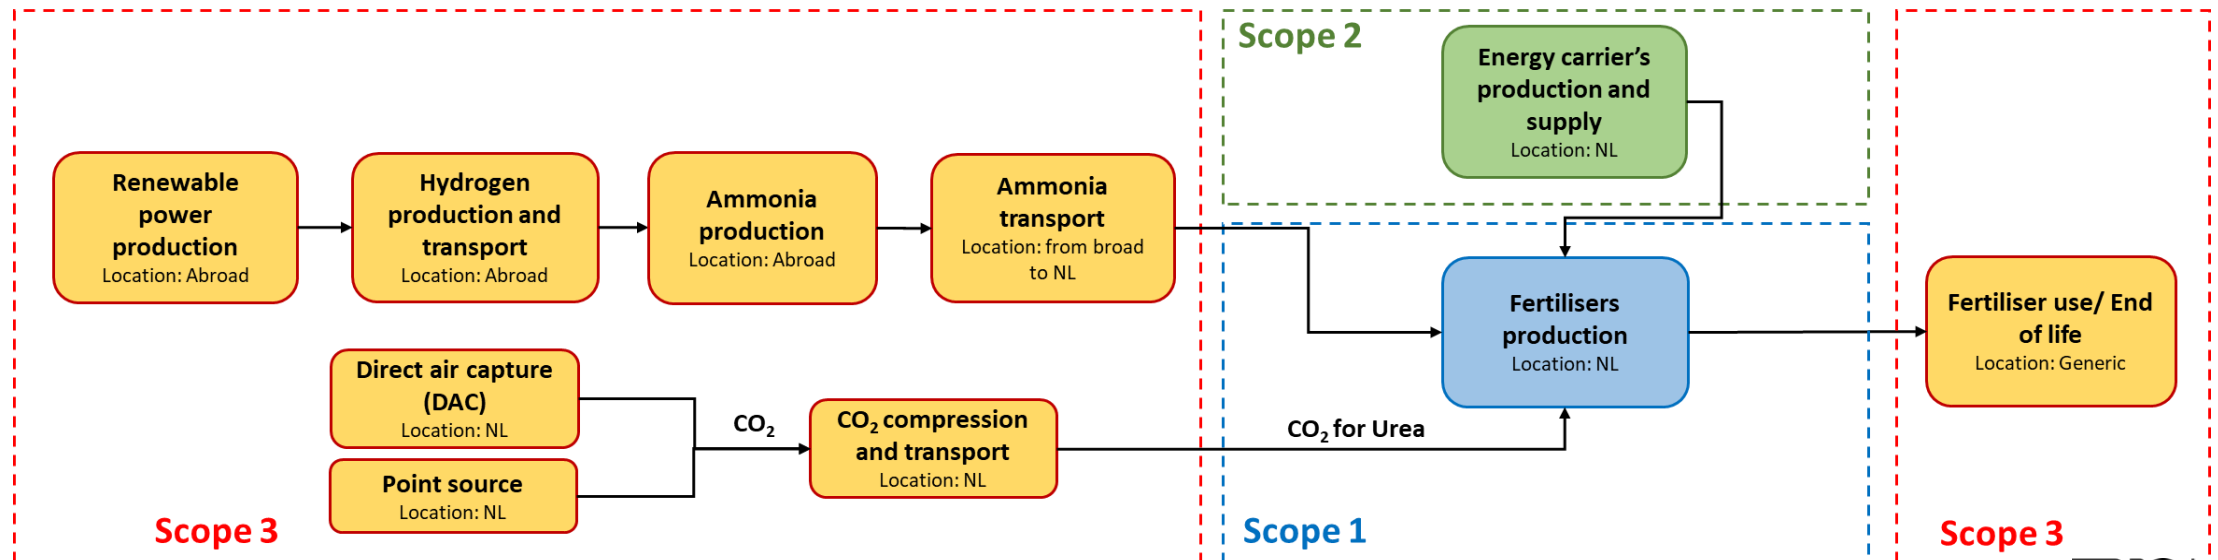 Scope 2
Energy carrier's
production and
supply
Location: NL
Renewable
power
production
Location: Abroad
Hydrogen
production and
transport
Location: Abroad
Ammonia
production
Location: Abroad
Ammonia
transport
Location: from broad
to NL
Direct air capture
(DAC)
Location: NL
Point source
Location: NL
CO₂
CO₂ compression
and transport
Location: NL
CO₂ for Urea
Fertilisers
production
Location: NL
Fertiliser use/ End
of life
Location: Generic
Scope 3
Scope 1
Scope 3